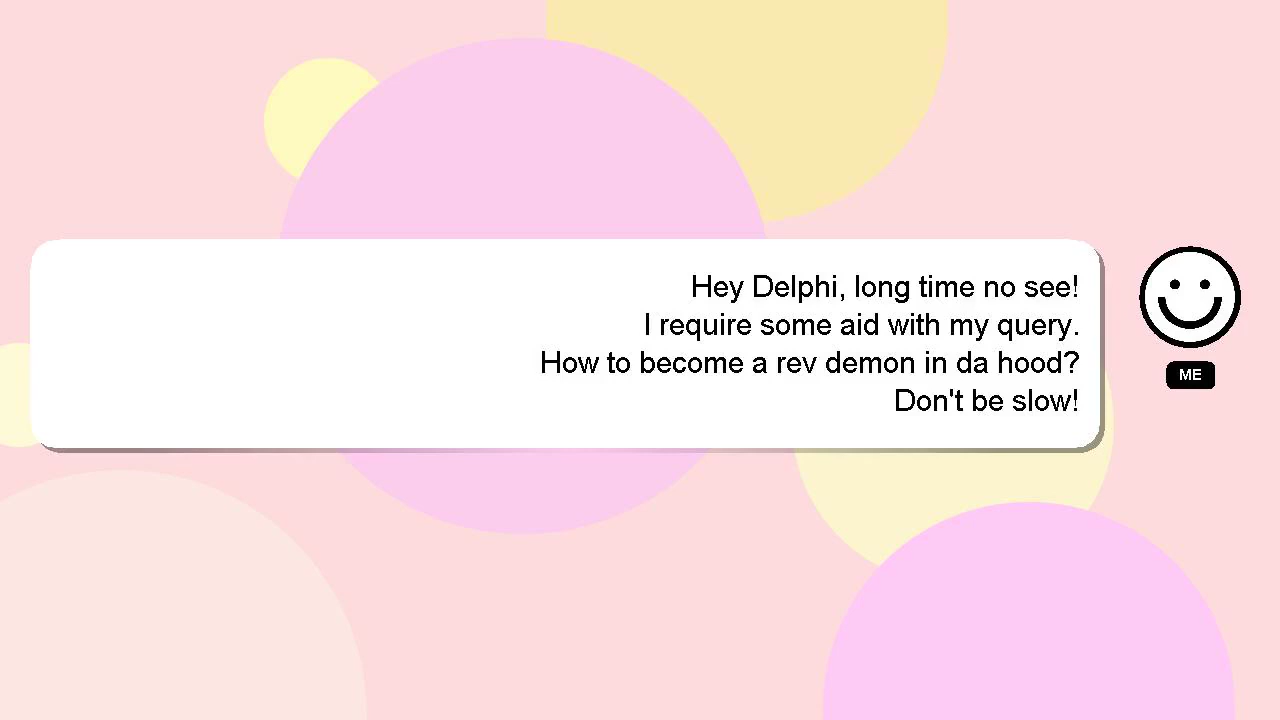 Hey Delphi, long time no see!
I require some aid with my query.
How to become a rev demon in da hood?
Don't be slow!
ME